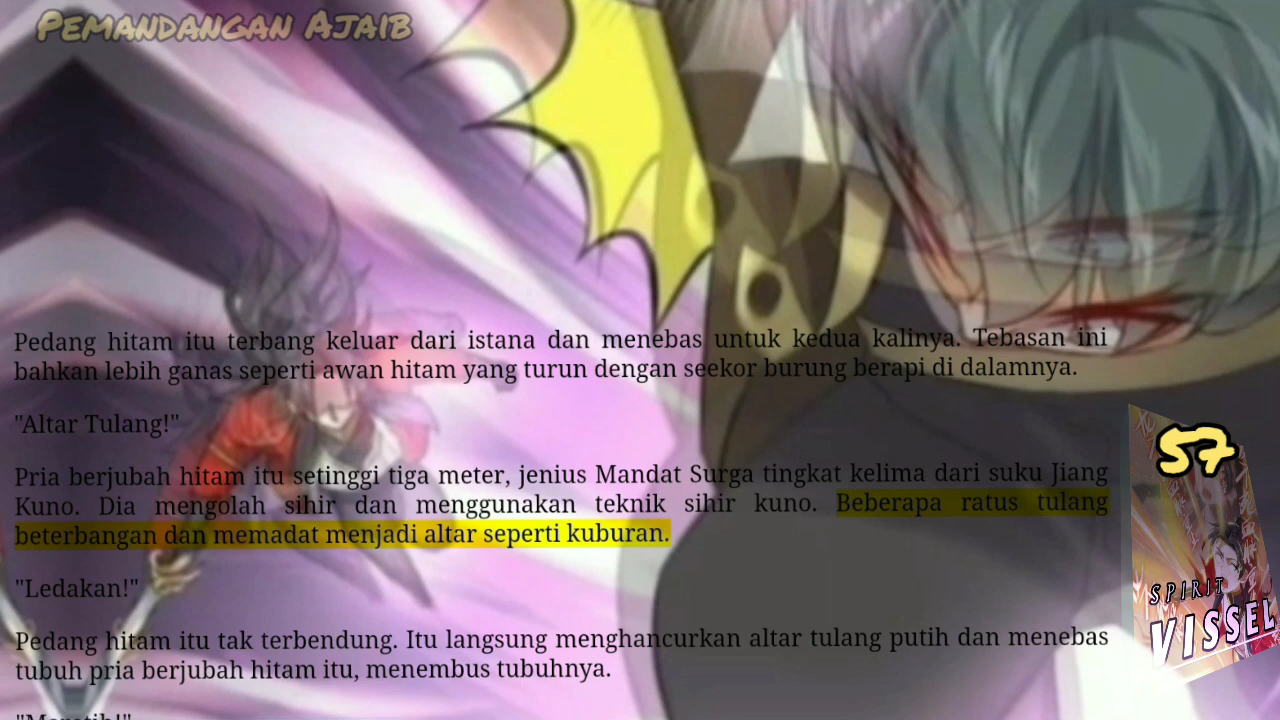 Pemandangan Ajaib
Pedang hitam itu terbang keluar dari istana dan menebas untuk kedua kalinya. Tebasan ini
bahkan lebih ganas seperti awan hitam yang turun dengan seekor burung berapi di dalamnya.
"Altar Tulang!"
Pria berjubah hitam itu setinggi tiga meter, jenius Mandat Surga tingkat kelima dari suku Jiang
Kuno. Dia mengolah sihir dan menggunakan teknik sihir kuno. Beberapa ratus tulang
beterbangan dan memadat menjadi altar seperti kuburan.
"Ledakan!"
Pedang hitam itu tak terbendung. Itu langsung menghancurkan altar tulang putih dan menebas
tubuh pria berjubah hitam itu, menembus tubuhnya.
57
SPIRIT
VISSEL